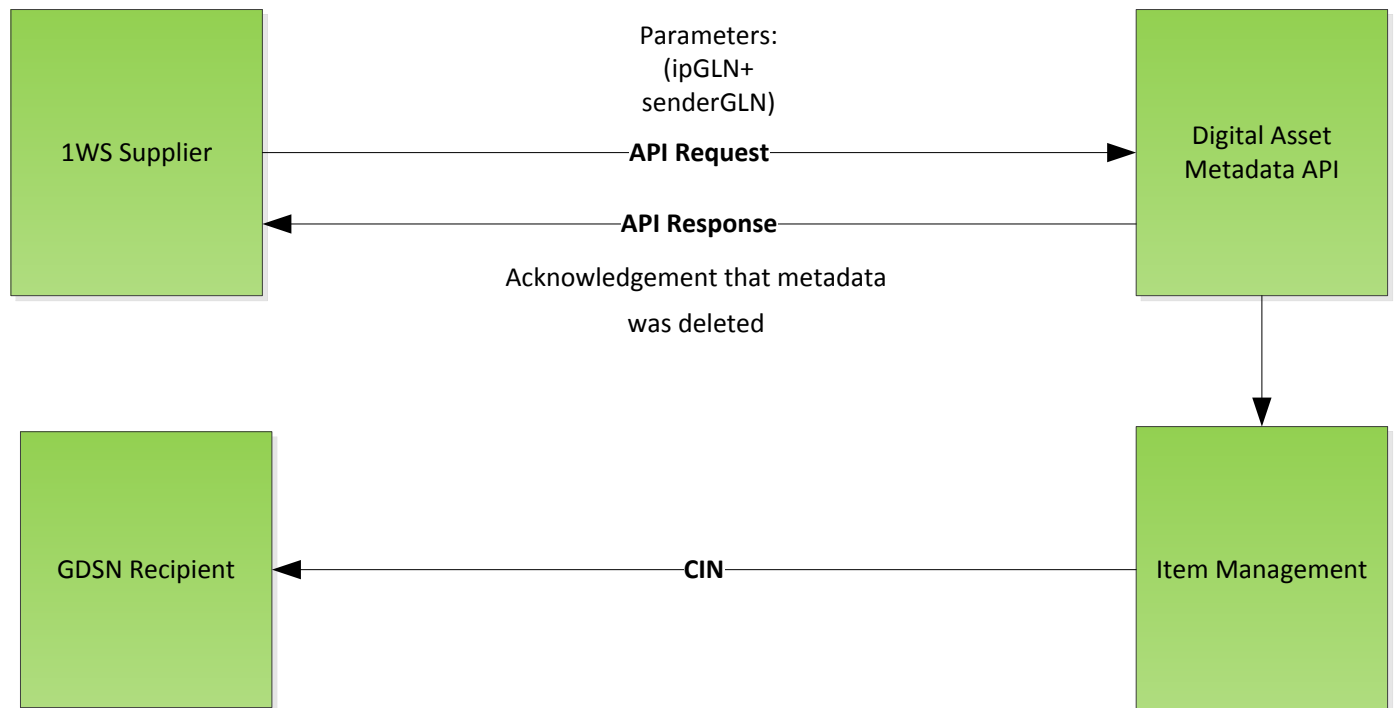 Parameters:
(ipGLN+
senderGLN)
1WS Supplier
API Request
Digital Asset
Metadata API
API Response
Acknowledgement that metadata
was deleted
GDSN Recipient
CIN
Item Management